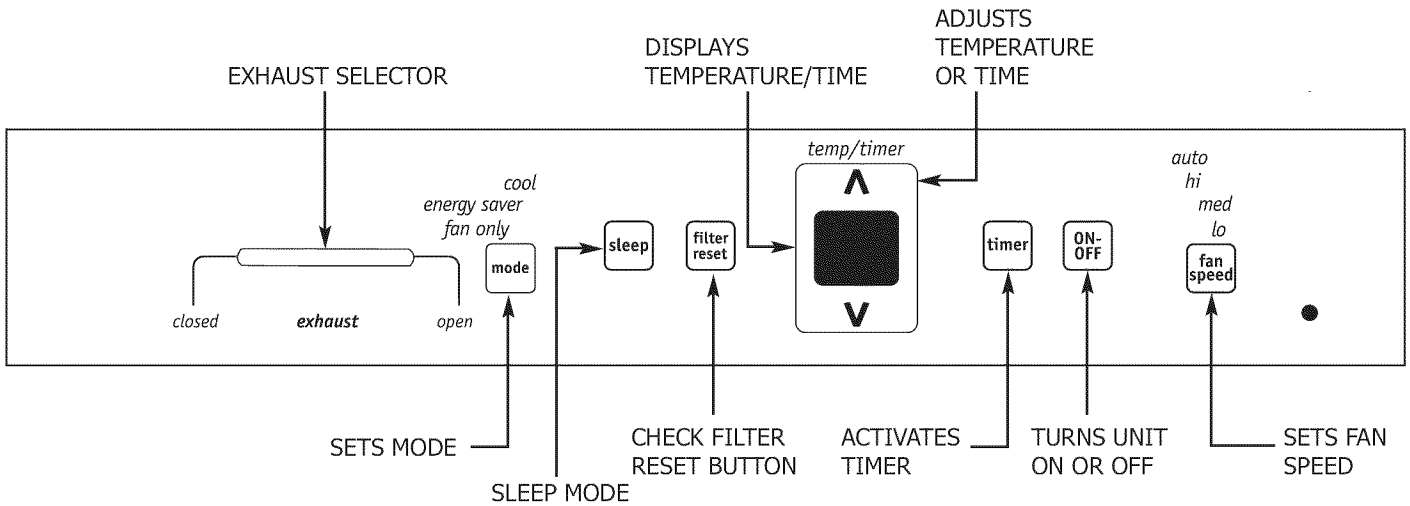 ADJUSTS
TEMPERATURE
OR TIME
DISPLAYS
TEMPERATURE/TIME
EXHAUST SELECTOR
temp/timer
cool
energy saver
fan only
mode
closed
exhaust
open
sleep
filter
reset
timer
ON-
OFF
auto
hi
med
lo
fan
speed
SETS MODE
SLEEP MODE
CHECK FILTER
RESET BUTTON
ACTIVATES
TIMER
TURNS UNIT
ON OR OFF
SETS FAN
SPEED